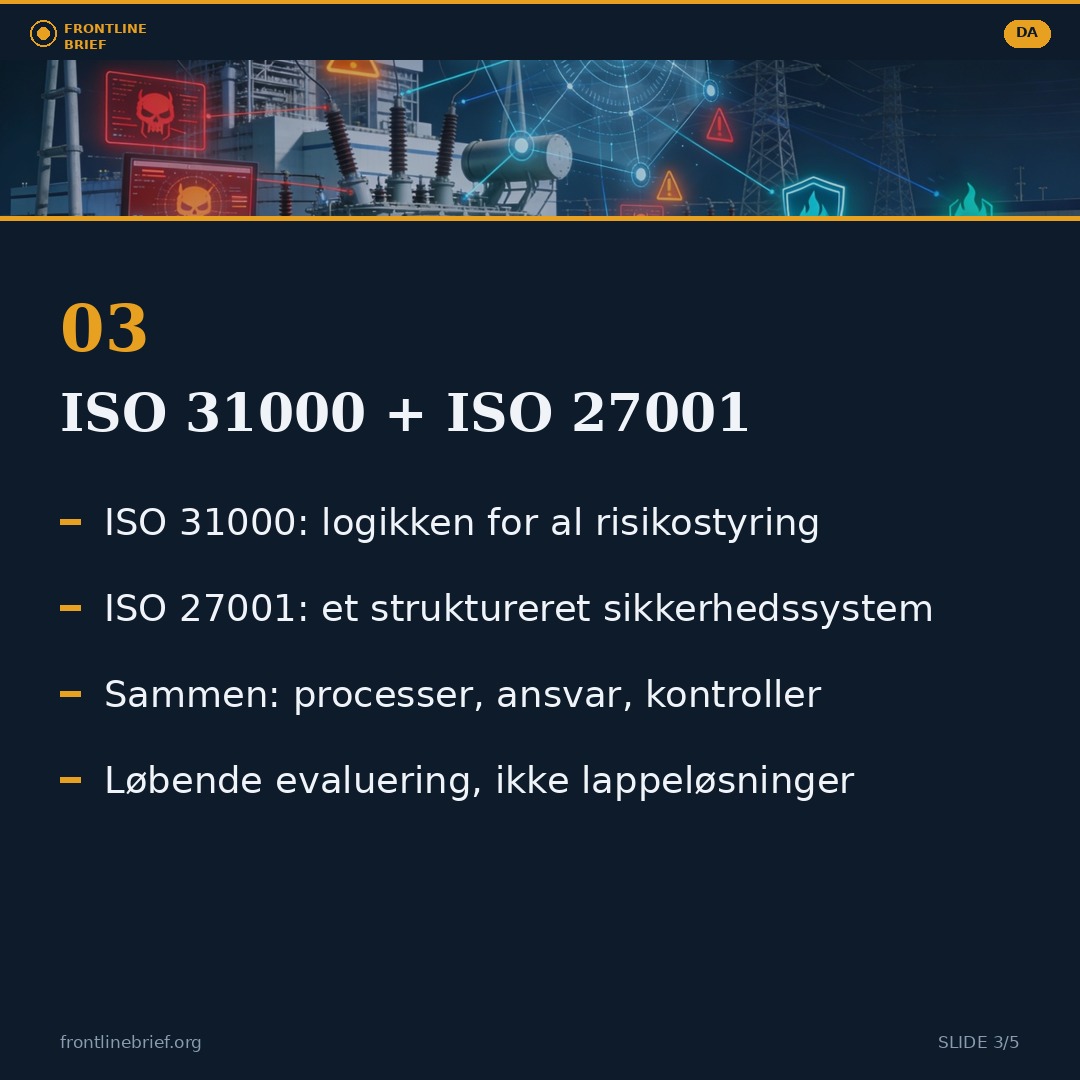 FRONTLINE
BRIEF
DA
03
ISO 31000 + ISO 27001
ISO 31000: logikken for al risikostyring
ISO 27001: et struktureret sikkerhedssystem
Sammen: processer, ansvar, kontroller
Løbende evaluering, ikke lappeløsninger
frontlinebrief.org
SLIDE 3/5